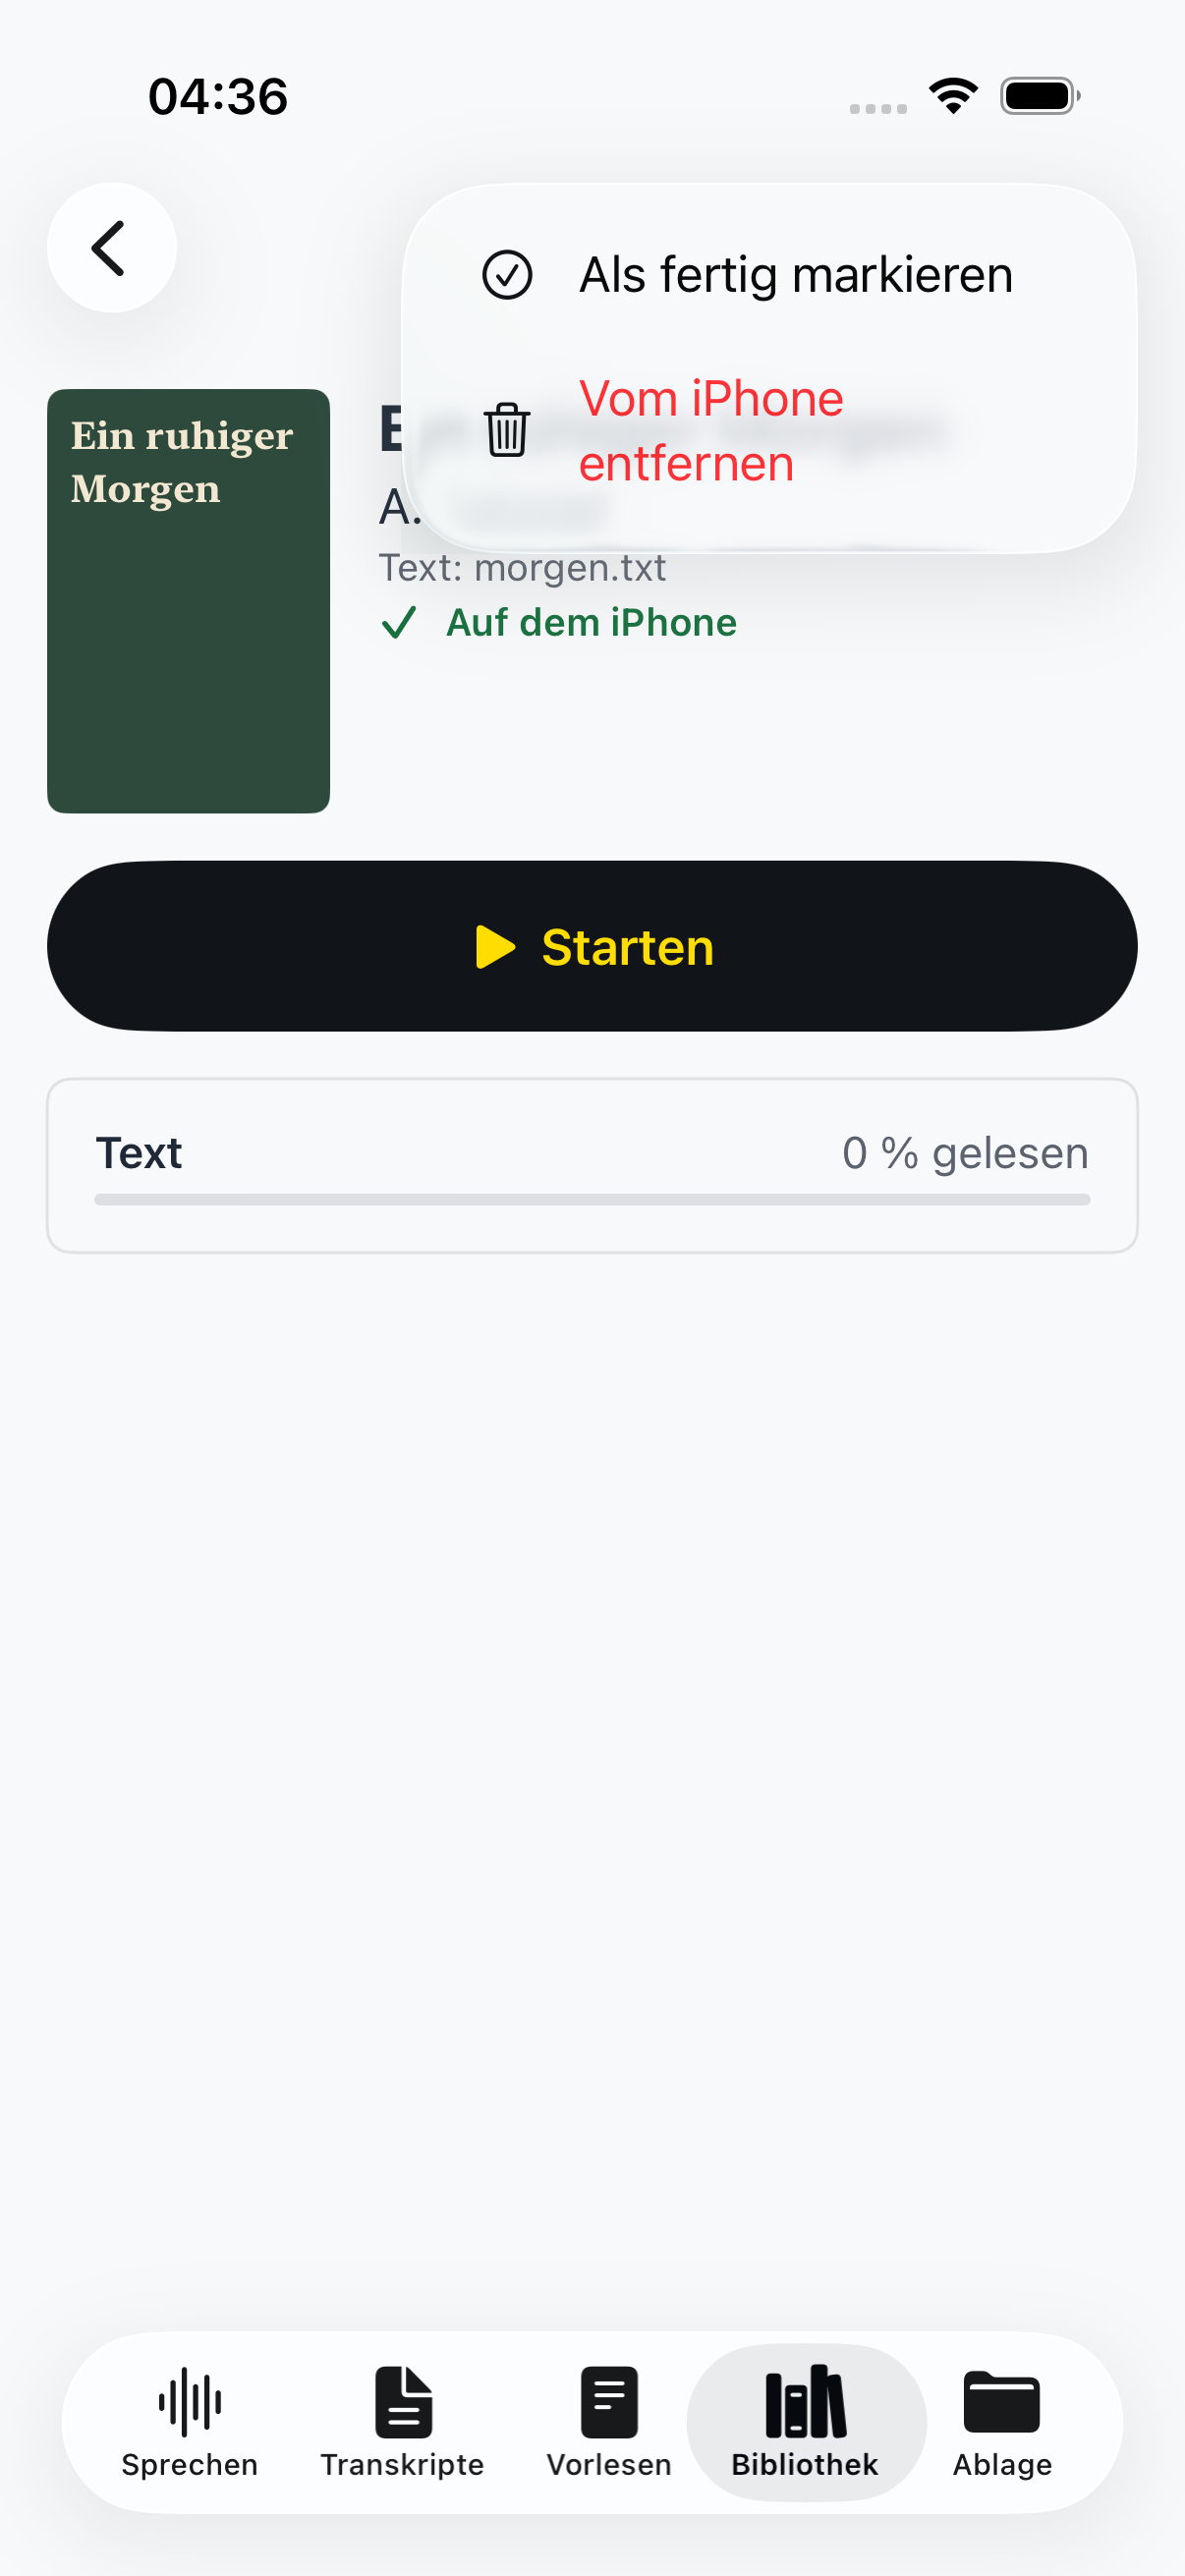 04:36
Als fertig markieren
Vom iPhone
entfernen
Ein ruhiger
Morgen
A.
Text: morgen.txt
Auf dem iPhone
Starten
Text
0 % gelesen
Sprechen
Transkripte
Vorlesen
Bibliothek
Ablage